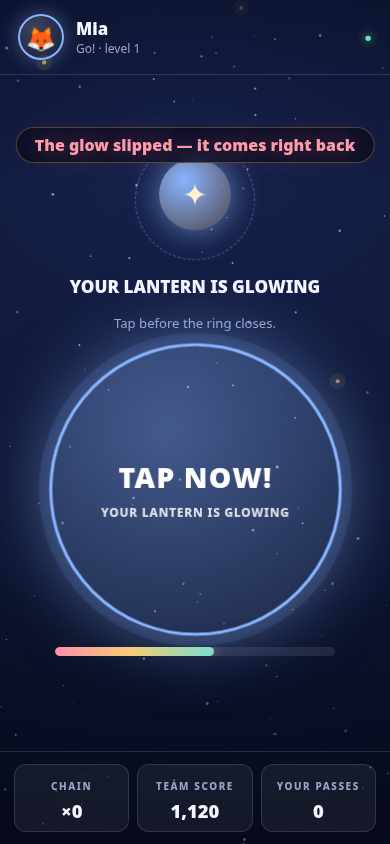 Mia
Go! · level 1
The glow slipped — it comes right back
YOUR LANTERN IS GLOWING
Tap before the ring closes.
TAP NOW!
YOUR LANTERN IS GLOWING
CHAIN
×0
TEAM SCORE
1,120
YOUR PASSES
0